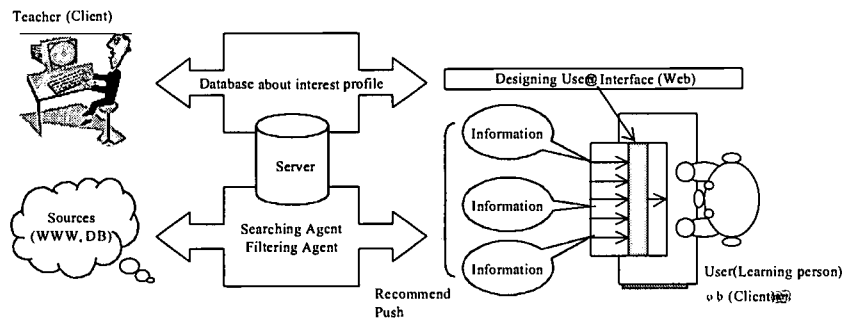 Teacher (Client)
Database about interest profile
Designing Use@ Interface (Web)
Information
Server
Information
Sources
(WWW, DB)
Searching Agent
Filtering Agent
Information
Recommend
Push
User(Learning person)
(Client)